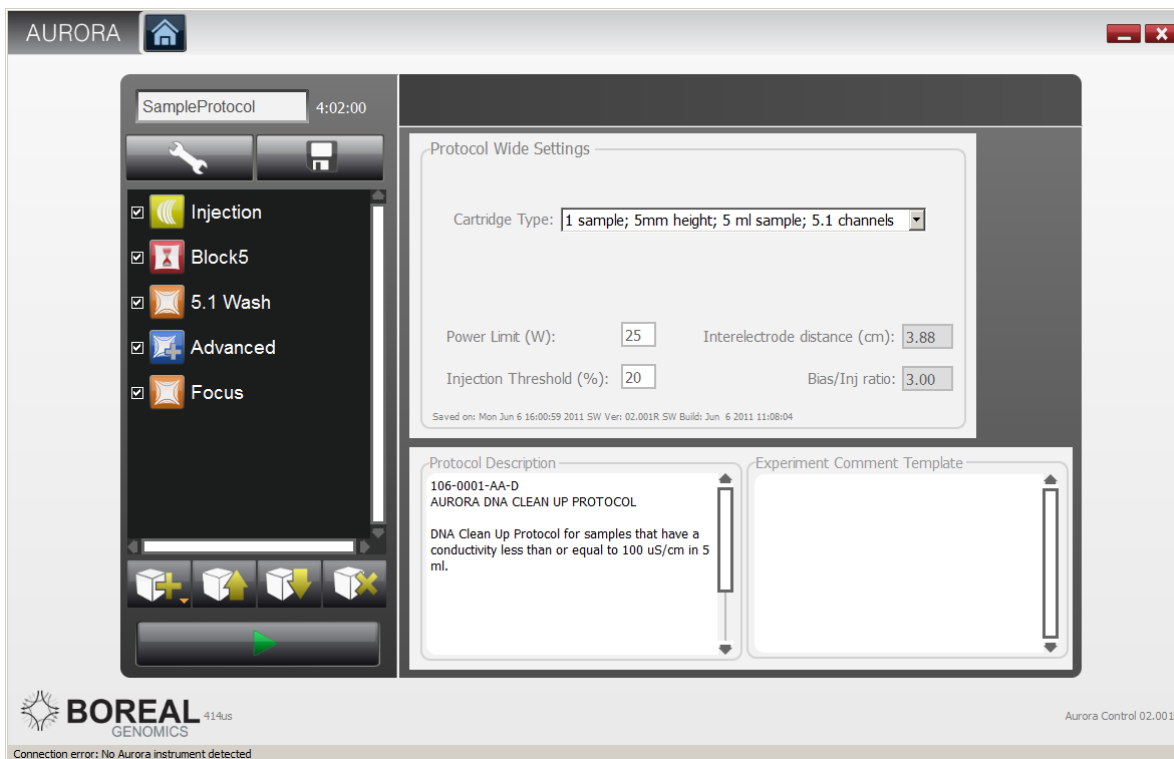 AURORA
SampleProtocol 4:02:00
Injection
Block5
5.1 Wash
Advanced
Focus
Protocol Wide Settings
Cartridge Type: 1 sample; 5mm height; 5 ml sample; 5.1 channels
Power Limit (W): 25 Interelectrode distance (cm): 3.88
Injection Threshold (%): 20 Bias/Inj ratio: 3.00
Saved on: Mon Jun 6 16:00:59 2011 SW Ver: 02.001R SW Build: Jun 6 2011 11:08:04
Protocol Description
106-0001-AA-D
AURORA DNA CLEAN UP PROTOCOL
DNA Clean Up Protocol for samples that have a
conductivity less than or equal to 100 uS/cm in 5
ml.
Experiment Comment Template
BOREAL 414us
GENOMICS
Aurora Control 02.001
Connection error: No Aurora instrument detected